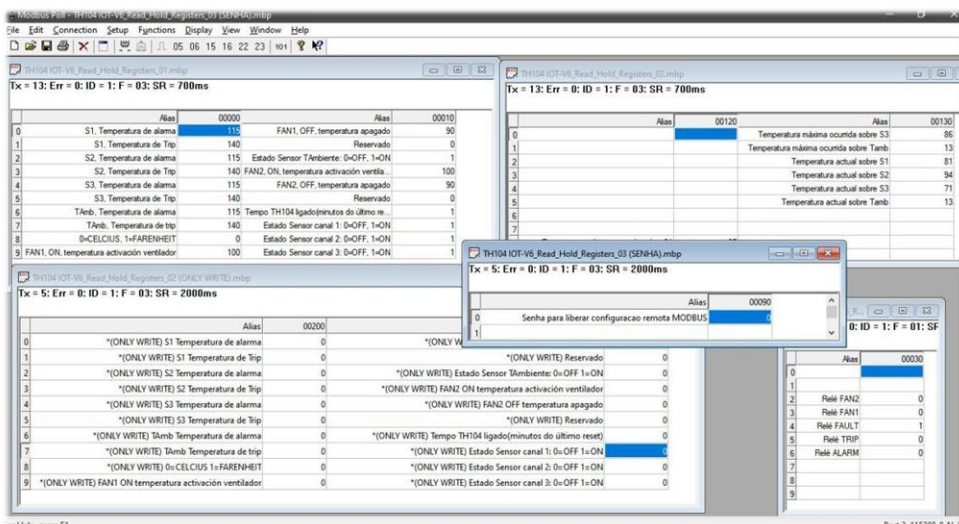 Modbus Poll - TH104 IOT-V6_Read_Hold_Registers_03 (SENHA).mbp
File Edit Connection Setup Functions Display View Window Help
05 06 15 16 22 23 101
TH104 IOT-V6_Read_Hold_Registers_01.mbp
Tx = 13: Err = 0: ID = 1: F = 03: SR = 700ms
Alias 00000 Alias 00010
0 S1, Temperatura de alarma 115 FAN1, OFF, temperatura apagado 90
1 S1, Temperatura de Trip 140 Reservado 0
2 S2, Temperatura de alarma 115 Estado Sensor TAmbiente: 0=OFF, 1=ON 1
3 S2, Temperatura de Trip 140 FAN2, ON, temperatura activación ventila... 100
4 S3, Temperatura de alarma 115 FAN2, OFF, temperatura apagado 90
5 S3, Temperatura de Trip 140 Reservado 0
6 TAmb, Temperatura de alarma 115 Tempo TH104 ligado(minutos do último re... 1
7 TAmb, Temperatura de trip 140 Estado Sensor canal 1: 0=OFF, 1=ON 1
8 0=CELCIUS, 1=FARENHEIT 0 Estado Sensor canal 2: 0=OFF, 1=ON 1
9 FAN1, ON, temperatura activación ventilador 100 Estado Sensor canal 3: 0=OFF, 1=ON 1
TH104 IOT-V6_Read_Hold_Registers_02.mbp
Tx = 13: Err = 0: ID = 1: F = 03: SR = 700ms
Alias 00120 Alias 00130
0 Temperatura máxima ocurrida sobre S3 86
1 Temperatura máxima ocurrida sobre Tamb 13
2 Temperatura actual sobre S1 81
3 Temperatura actual sobre S2 94
4 Temperatura actual sobre S3 71
5 Temperatura actual sobre Tamb 13
6
7
TH104 IOT-V6_Read_Hold_Registers_03 (SENHA).mbp
Tx = 5: Err = 0: ID = 1: F = 03: SR = 2000ms
Alias 00090
0 Senha para liberar configuracao remota MODBUS 0
1
TH104 IOT-V6_Read_Hold_Registers_02 (ONLY WRITE).mbp
Tx = 5: Err = 0: ID = 1: F = 03: SR = 2000ms
Alias 00200
0 *(ONLY WRITE) S1 Temperatura de alarma 0 *(ONLY W
1 *(ONLY WRITE) S1 Temperatura de Trip 0 *(ONLY WRITE) Reservado 0
2 *(ONLY WRITE) S2 Temperatura de alarma 0 *(ONLY WRITE) Estado Sensor TAmbiente: 0=OFF 1=ON 0
3 *(ONLY WRITE) S2 Temperatura de Trip 0 *(ONLY WRITE) FAN2 ON temperatura activación ventilador 0
4 *(ONLY WRITE) S3 Temperatura de alarma 0 *(ONLY WRITE) FAN2 OFF temperatura apagado 0
5 *(ONLY WRITE) S3 Temperatura de Trip 0 *(ONLY WRITE) Reservado 0
6 *(ONLY WRITE) TAmb Temperatura de alarma 0 *(ONLY WRITE) Tempo TH104 ligado(minutos do último reset) 0
7 *(ONLY WRITE) TAmb Temperatura de trip 0 *(ONLY WRITE) Estado Sensor canal 1: 0=OFF 1=ON 0
8 *(ONLY WRITE) 0=CELCIUS 1=FARENHEIT 0 *(ONLY WRITE) Estado Sensor canal 2: 0=OFF 1=ON 0
9 *(ONLY WRITE) FAN1 ON temperatura activación ventilador 0 *(ONLY WRITE) Estado Sensor canal 3: 0=OFF 1=ON 0
0: ID = 1: F = 01: SF
Alias 00030
0
1
2 Relé FAN2 0
3 Relé FAN1 0
4 Relé FAULT 1
5 Relé TRIP 0
6 Relé ALARM 0
7
8
9